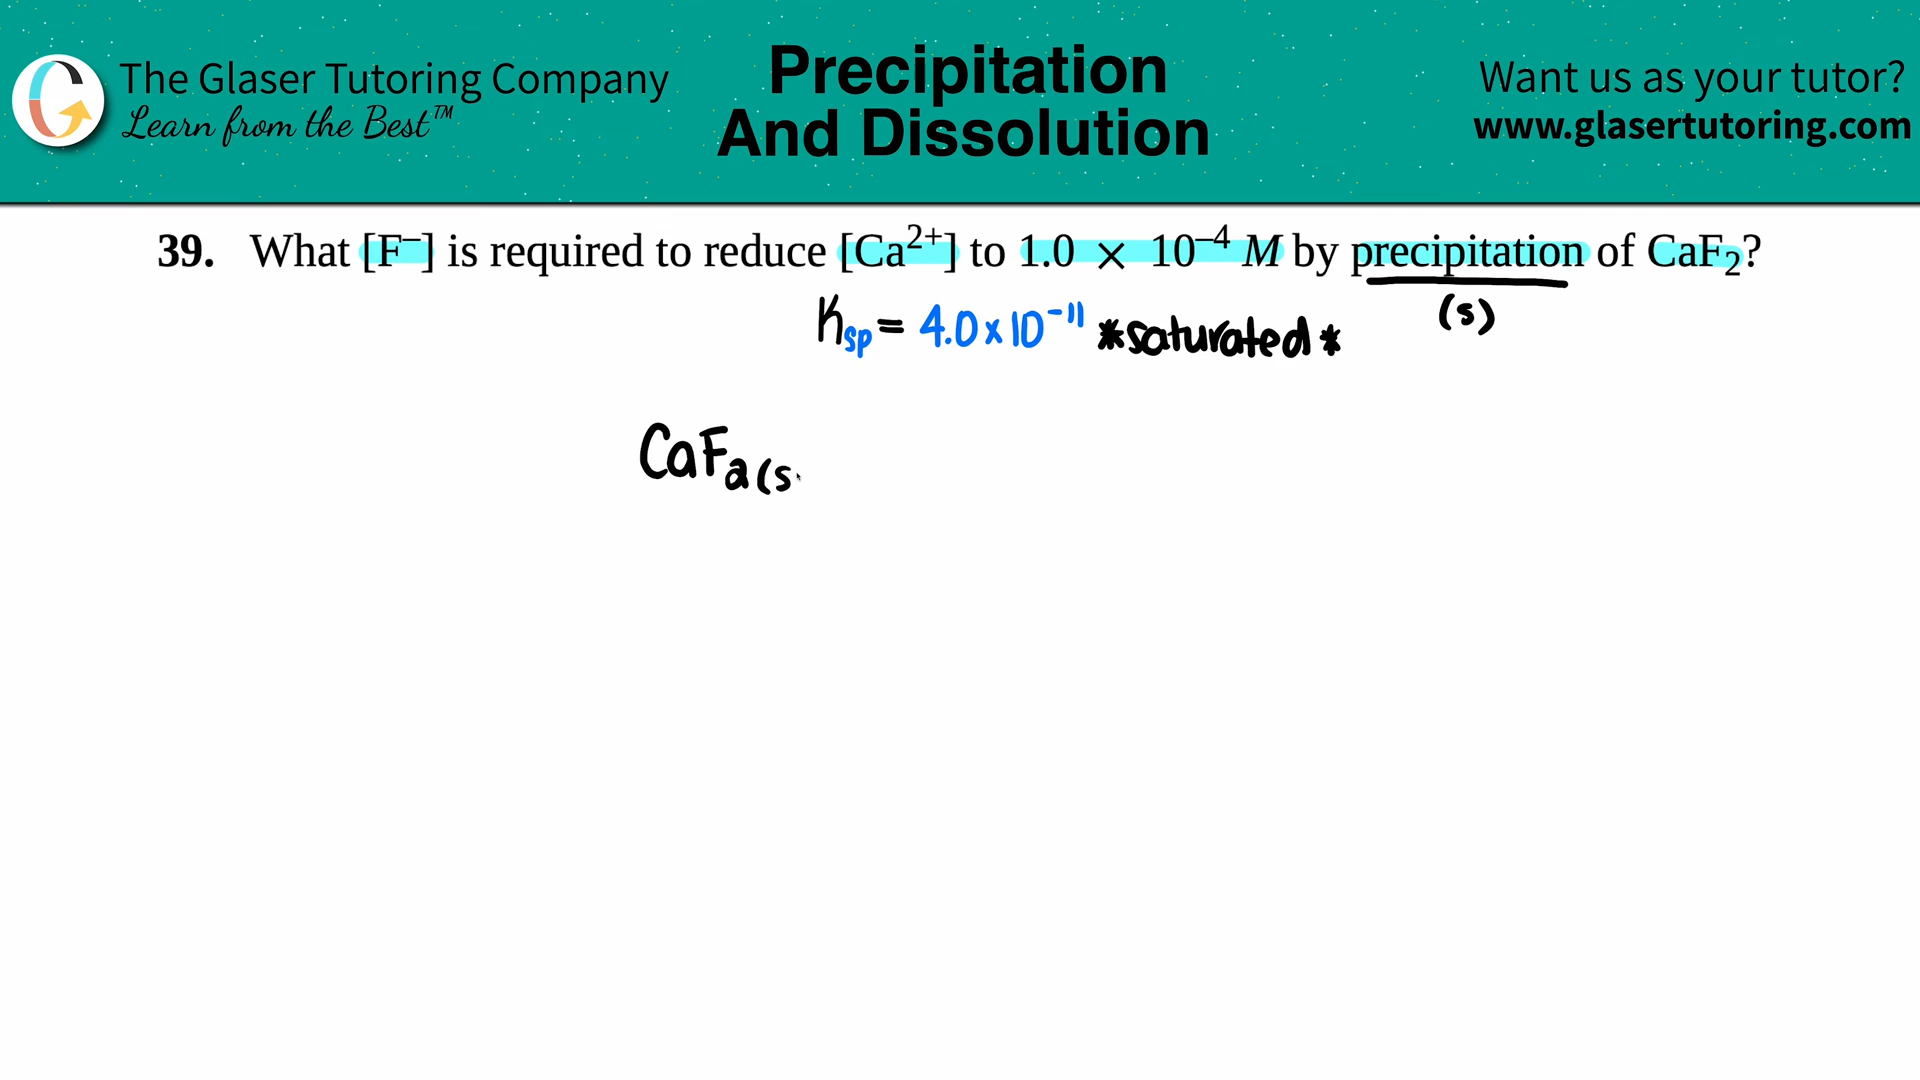 The Glaser Tutoring Company
Learn from the Best™
Precipitation
And Dissolution
Want us as your tutor?
www.glasertutoring.com
39. What [F⁻] is required to reduce [Ca²⁺] to 1.0 × 10⁻⁴ M by precipitation of CaF₂?
(s)
Ksp = 4.0x10⁻¹¹ *saturated*
CaF₂(s